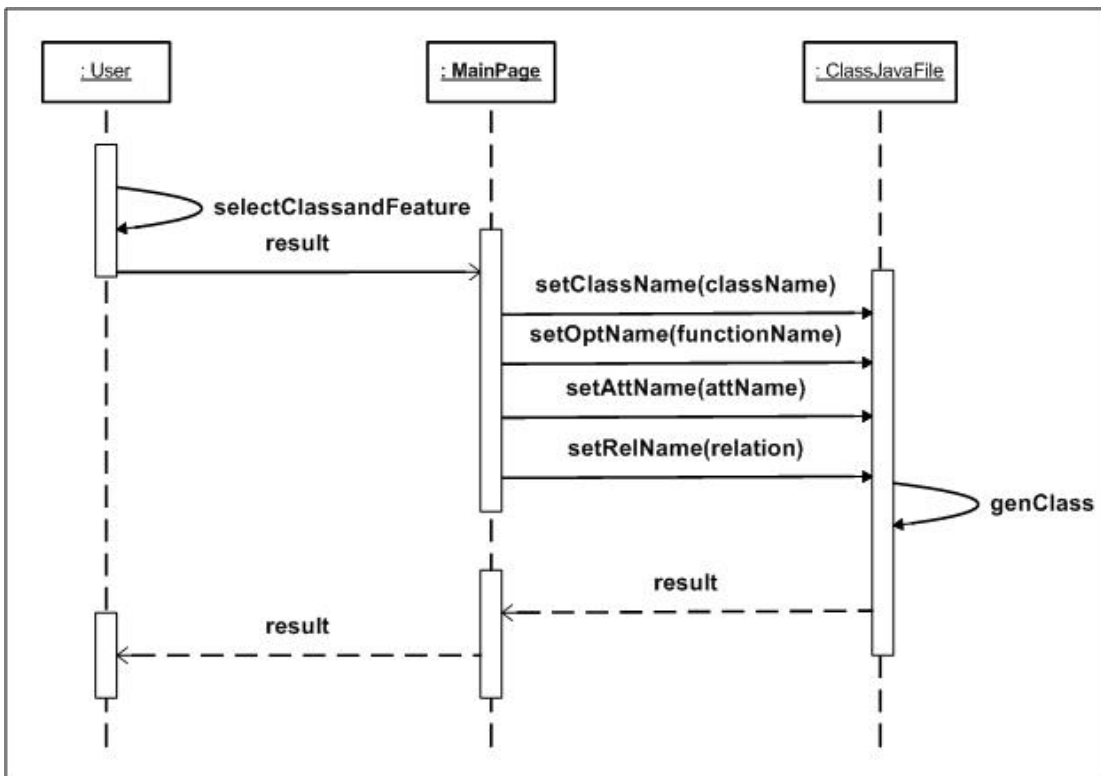 : User
: MainPage
: ClassJavaFile
selectClassandFeature
result
setClassName(className)
setOptName(functionName)
setAttName(attName)
setRelName(relation)
genClass
result
result